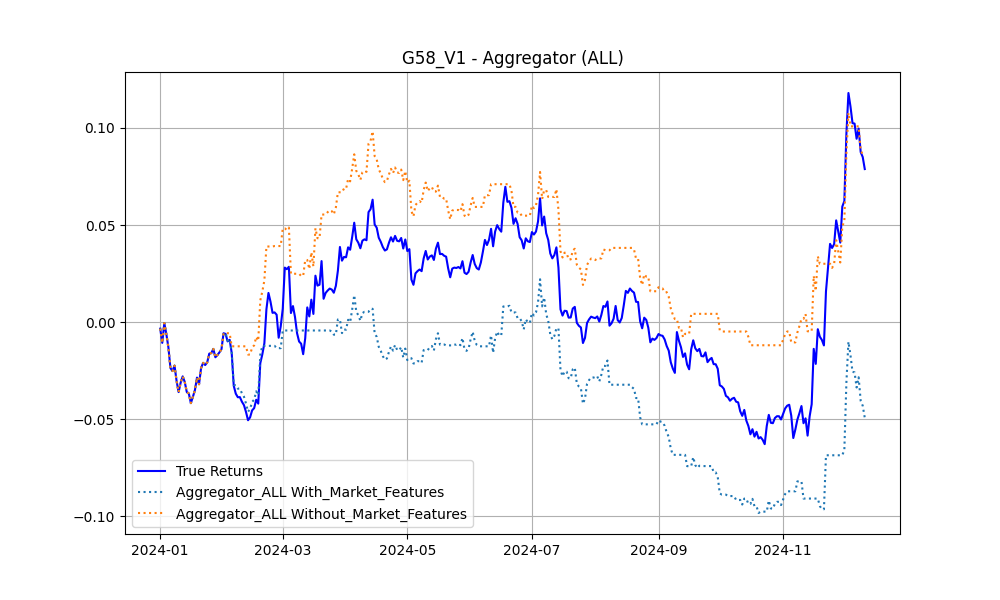 G58_V1 - Aggregator (ALL)
0.10
0.05
0.00
−0.05
−0.10
True Returns
Aggregator_ALL With_Market_Features
Aggregator_ALL Without_Market_Features
2024-01 2024-03 2024-05 2024-07 2024-09 2024-11